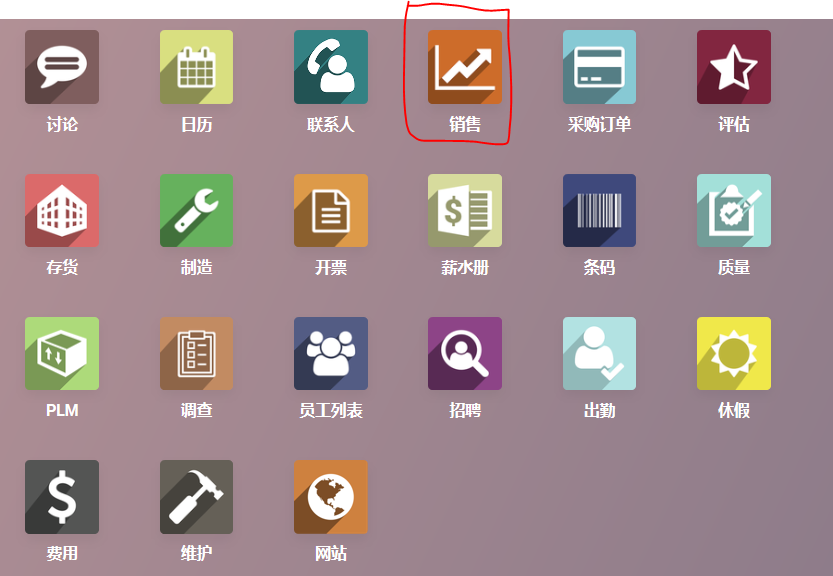 讨论
日历
联系人
销售
采购订单
评估
存货
制造
开票
薪水册
条码
质量
PLM
调查
员工列表
招聘
出勤
休假
费用
维护
网站